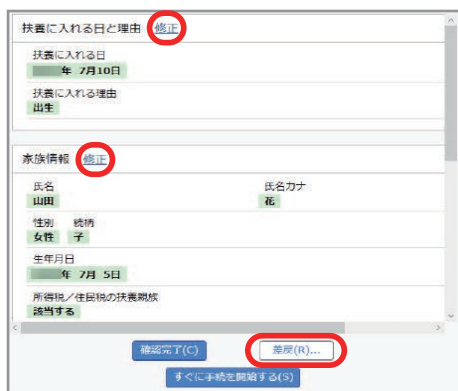 扶養に入れる日と理由 修正
扶養に入れる日
年 7月10日
扶養に入れる理由
出生
家族情報 修正
氏名 氏名カナ
山田 花
性別 続柄
女性 子
生年月日
年 7月 5日
所得税／住民税の扶養親族
該当する
確認完了(C) 差戻(R)...
すぐに手続を開始する(S)